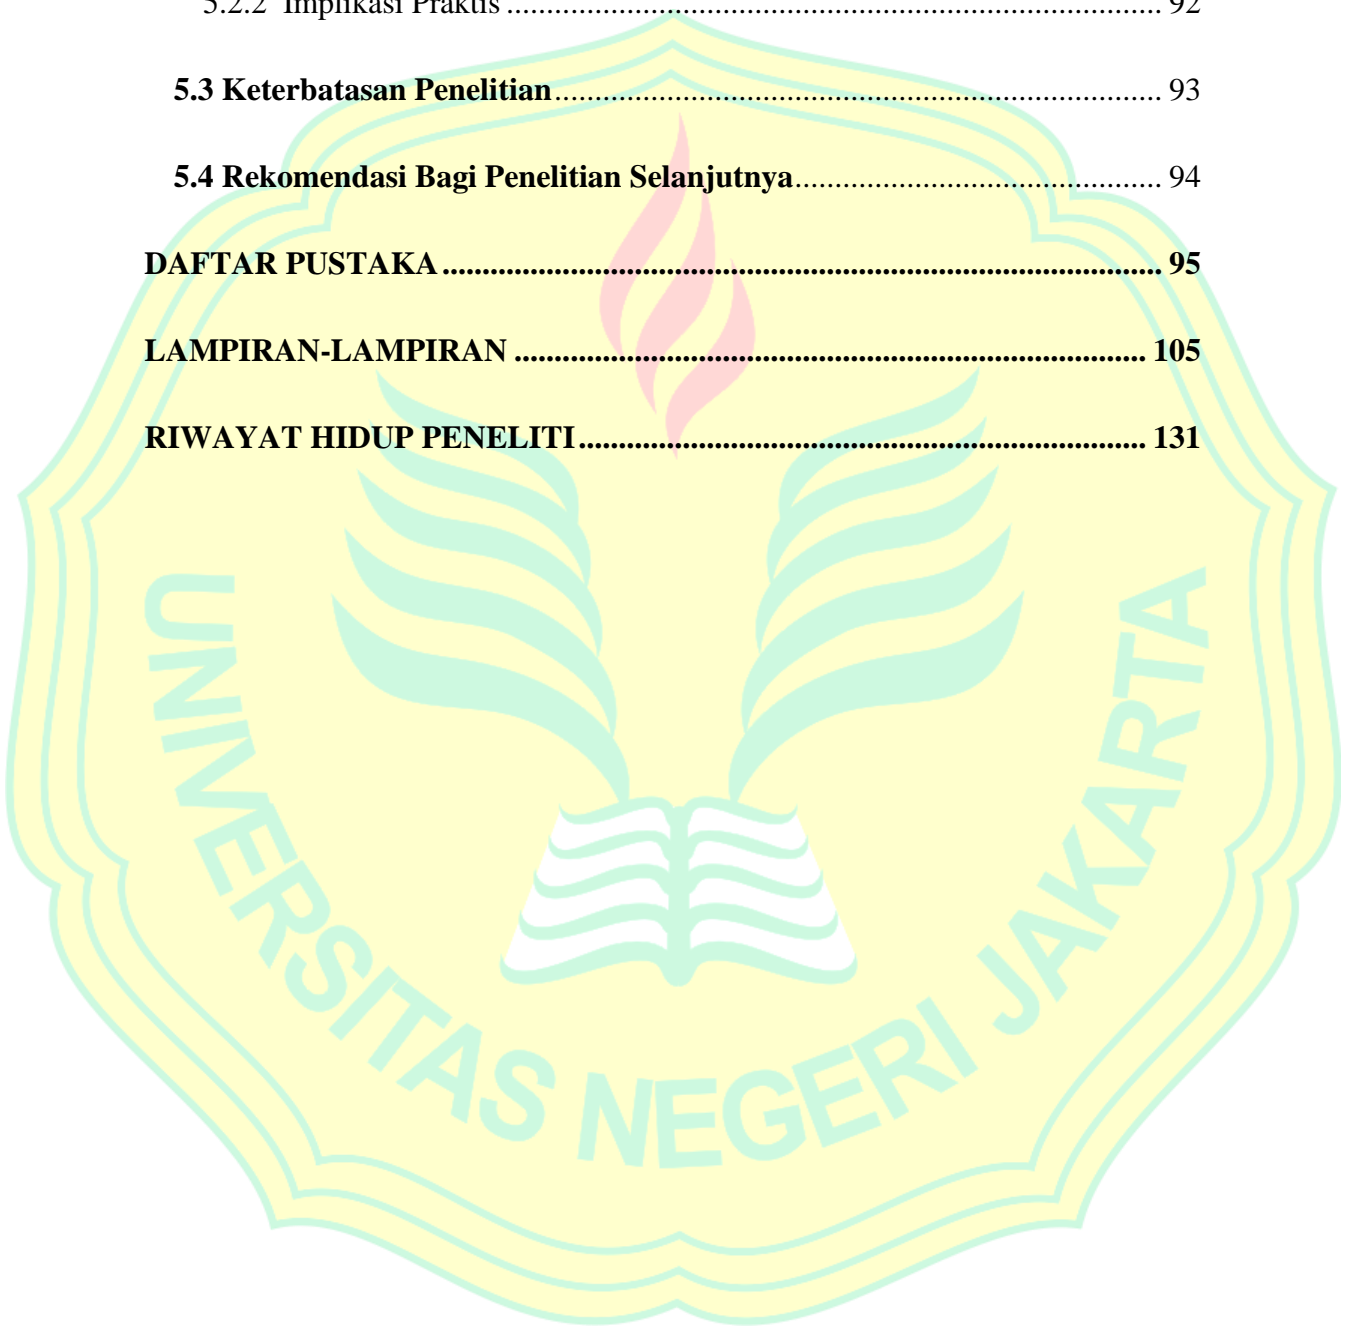 5.2.2 Implikasi Praktis .................................................................................. 92
5.3 Keterbatasan Penelitian ............................................................................ 93
5.4 Rekomendasi Bagi Penelitian Selanjutnya .............................................. 94
DAFTAR PUSTAKA ........................................................................................... 95
LAMPIRAN-LAMPIRAN ................................................................................ 105
RIWAYAT HIDUP PENELITI ........................................................................ 131
UNIVERSITAS NEGERI JAKARTA